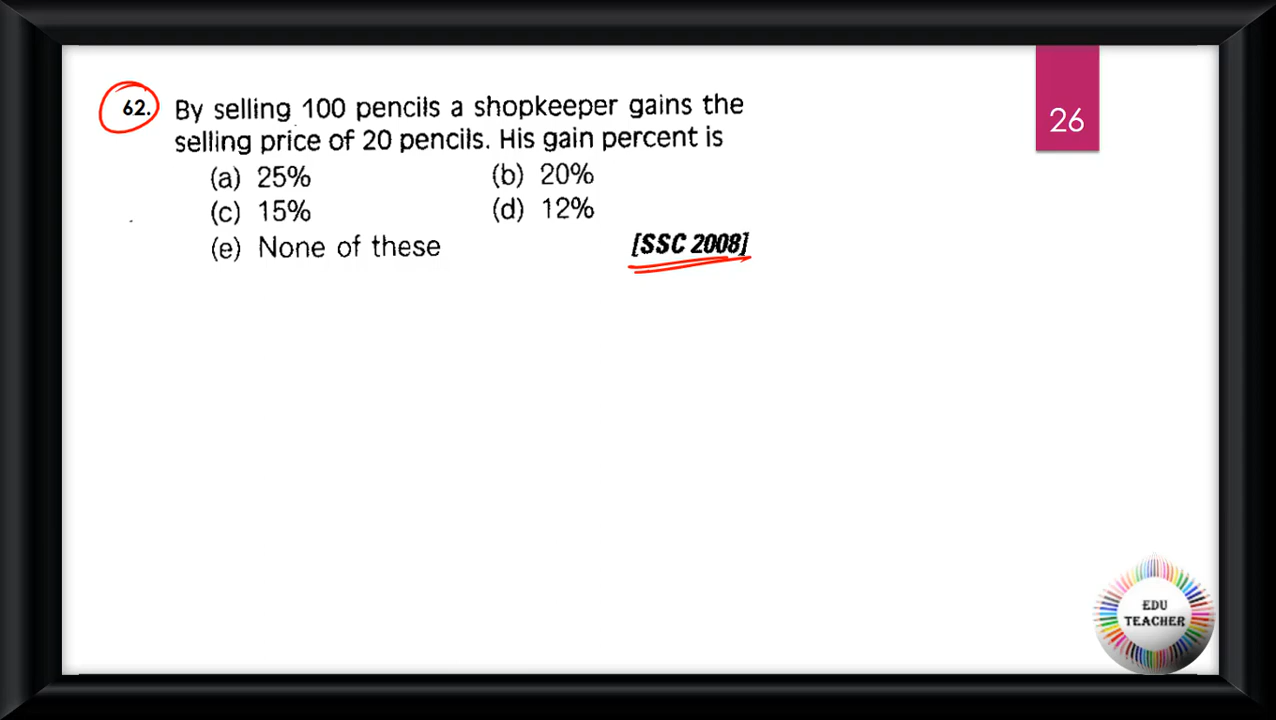 26
62. By selling 100 pencils a shopkeeper gains the
selling price of 20 pencils. His gain percent is
(a) 25% (b) 20%
(c) 15% (d) 12%
(e) None of these [SSC 2008]
EDU
TEACHER